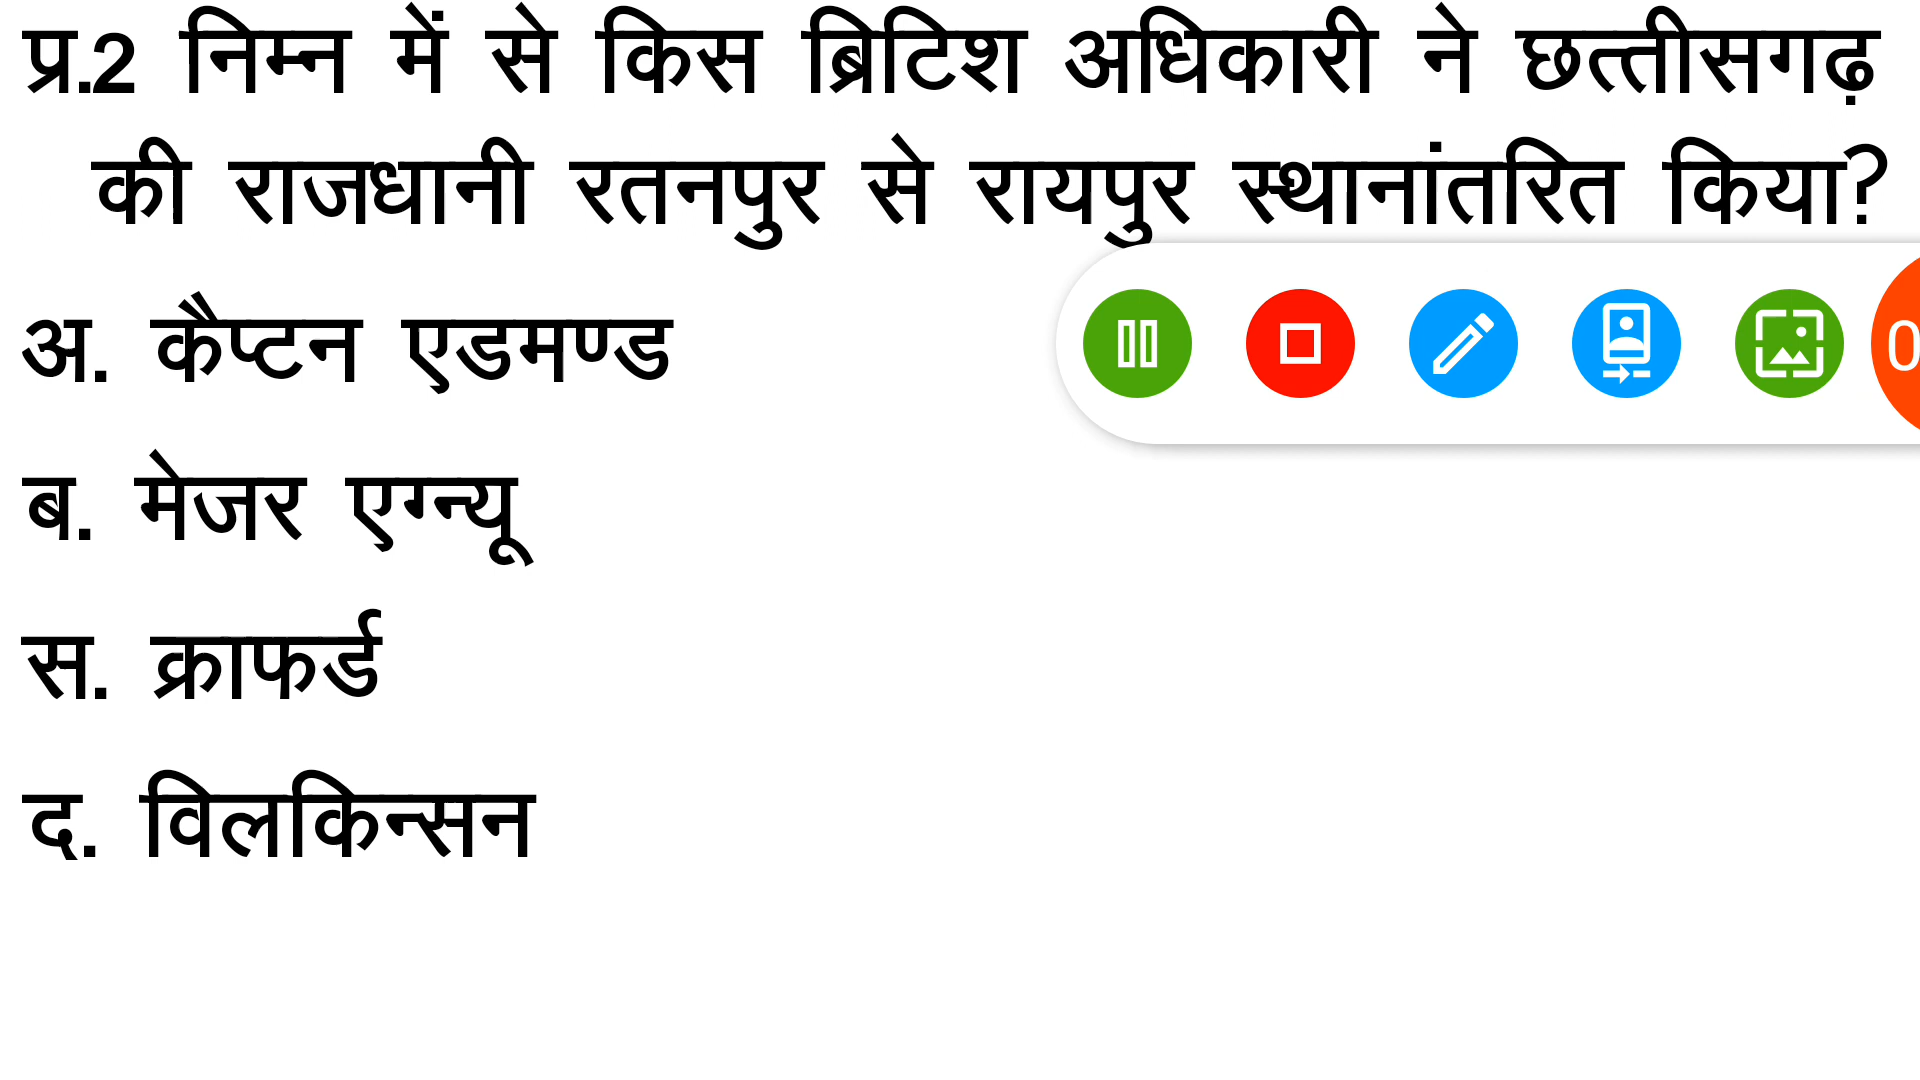 प्र.2 निम्न में से किस ब्रिटिश अधिकारी ने छत्तीसगढ़
की राजधानी रतनपुर से रायपुर स्थानांतरित किया?
अ. कैप्टन एडमण्ड
ब. मेजर एग्न्यू
स. क्राफर्ड
द. विलकिन्सन